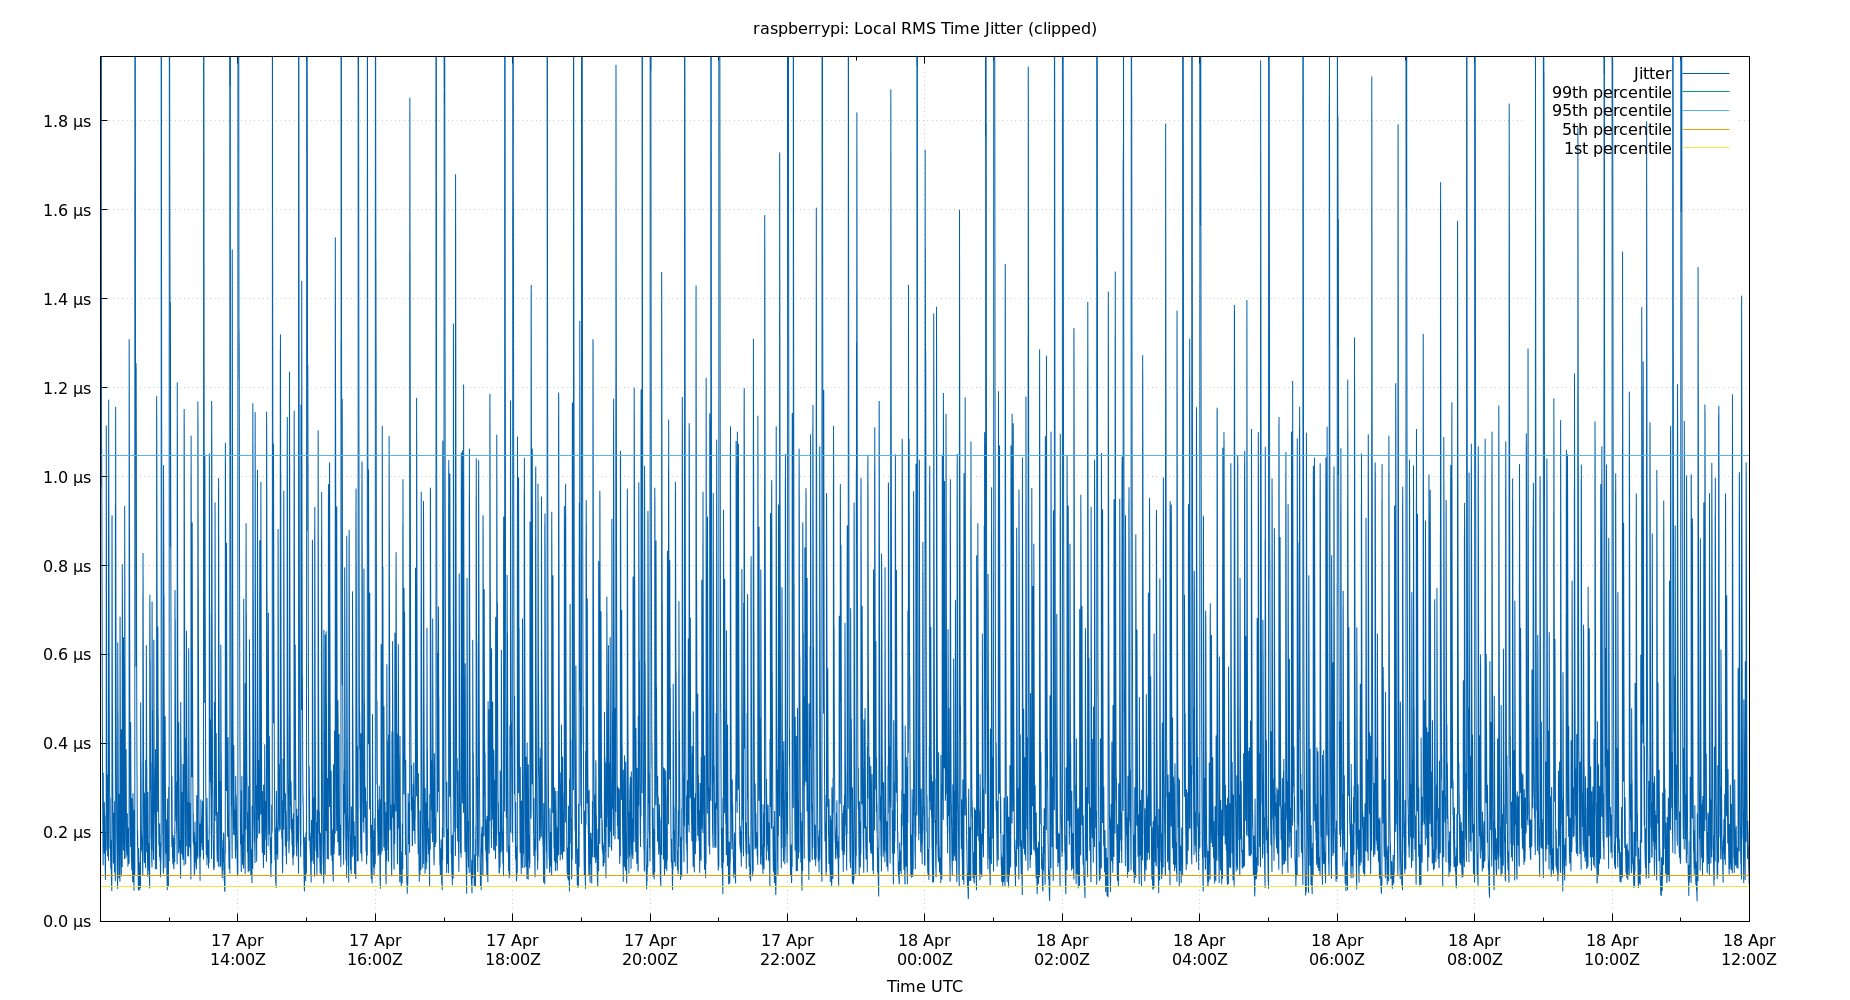 raspberrypi: Local RMS Time Jitter (clipped)
Jitter
99th percentile
95th percentile
5th percentile
1st percentile
1.8 µs
1.6 µs
1.4 µs
1.2 µs
1.0 µs
0.8 µs
0.6 µs
0.4 µs
0.2 µs
0.0 µs
17 Apr 17 Apr 17 Apr 17 Apr 17 Apr 18 Apr 18 Apr 18 Apr 18 Apr 18 Apr 18 Apr 18 Apr
14:00Z 16:00Z 18:00Z 20:00Z 22:00Z 00:00Z 02:00Z 04:00Z 06:00Z 08:00Z 10:00Z 12:00Z
Time UTC